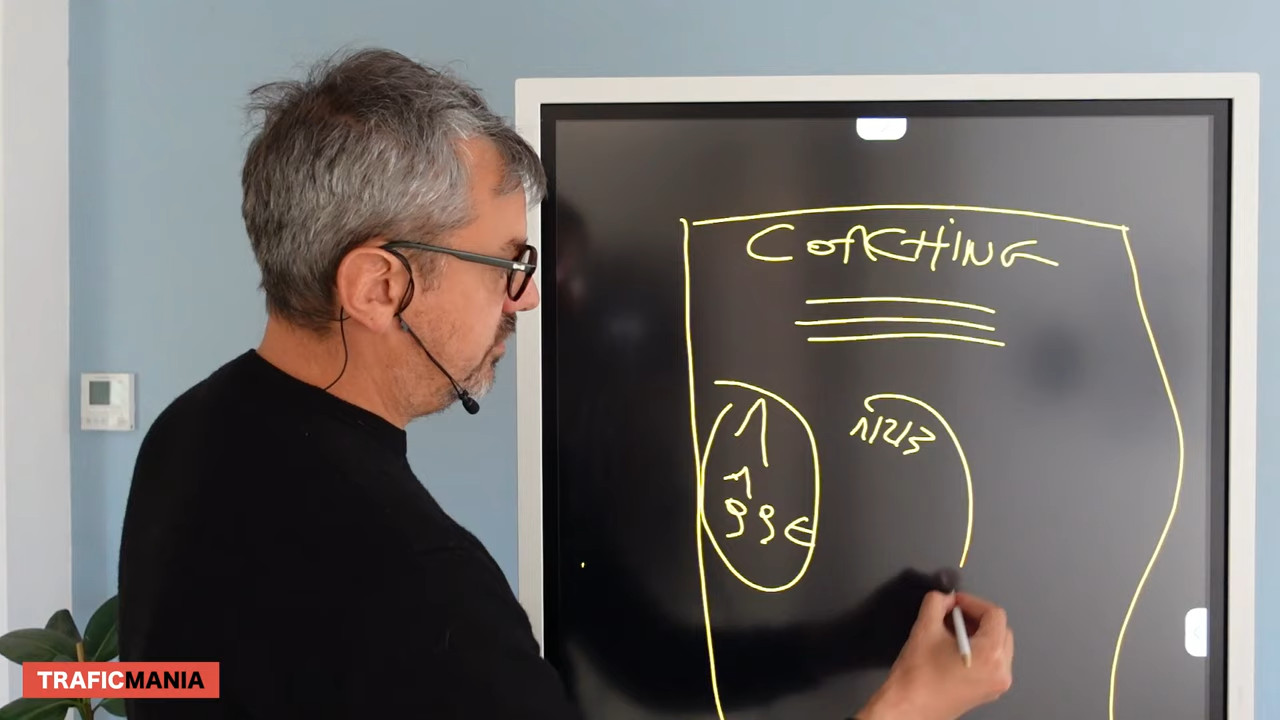 COACHING
1
1/2/3
1
99€
TRAFICMANIA